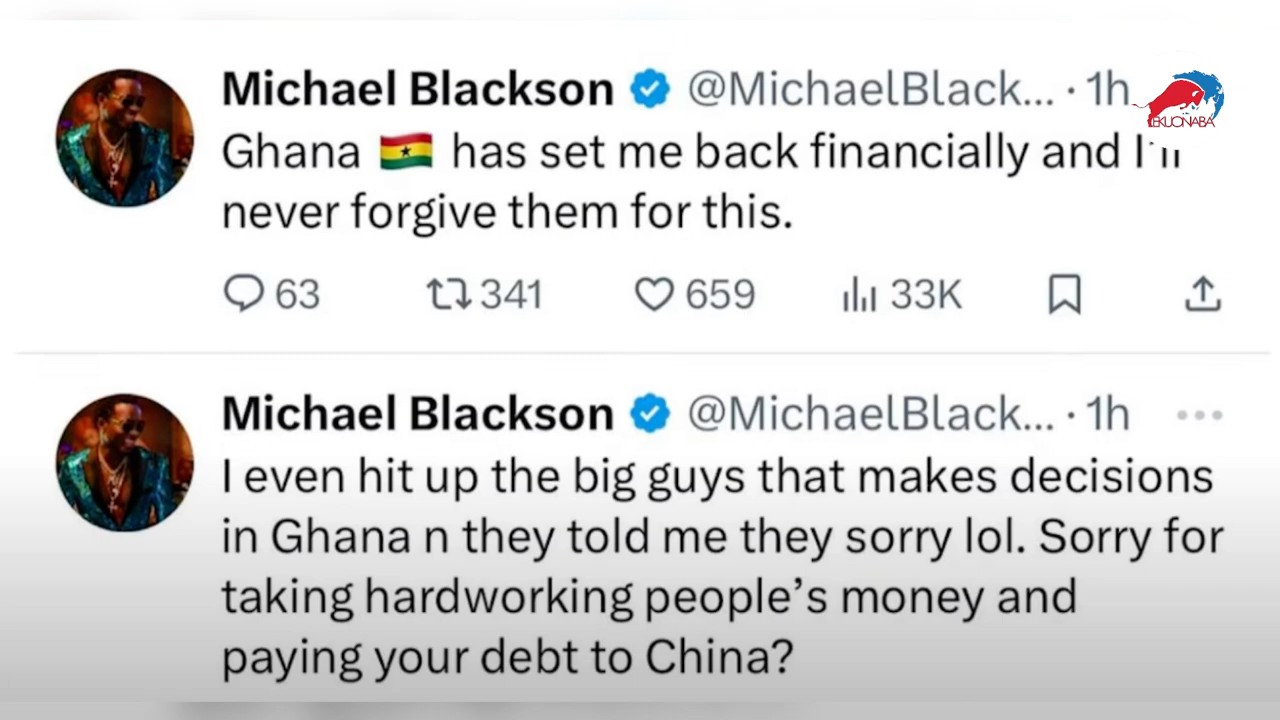 Michael Blackson @MichaelBlack... · 1h
EKUONABA
Ghana 🇬🇭 has set me back financially and I'll
never forgive them for this.
63 341 659 33K
Michael Blackson @MichaelBlack... · 1h ...
I even hit up the big guys that makes decisions
in Ghana n they told me they sorry lol. Sorry for
taking hardworking people’s money and
paying your debt to China?